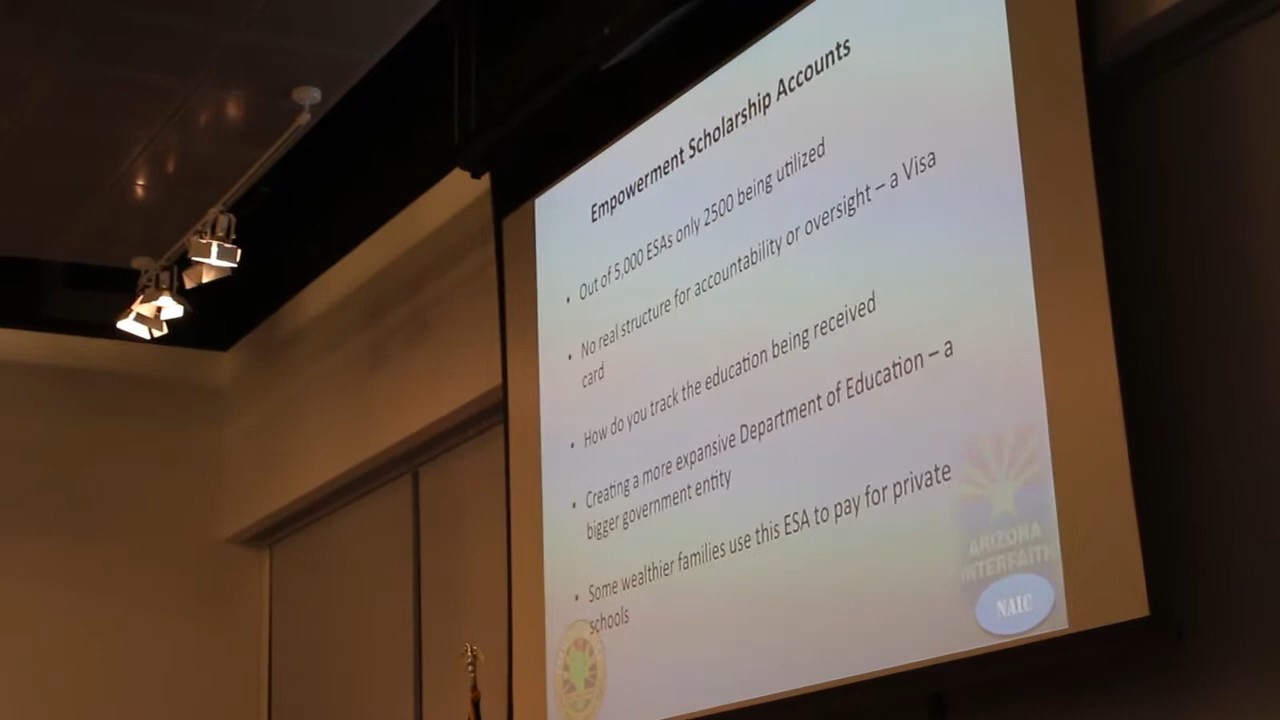 Empowerment Scholarship Accounts
• Out of 5,000 ESAs only 2500 being utilized
• No real structure for accountability or oversight – a Visa
card
• How do you track the education being received
• Creating a more expansive Department of Education – a
bigger government entity
• Some wealthier families use this ESA to pay for private
schools
ARIZONA
INTERFAITH
NAIC